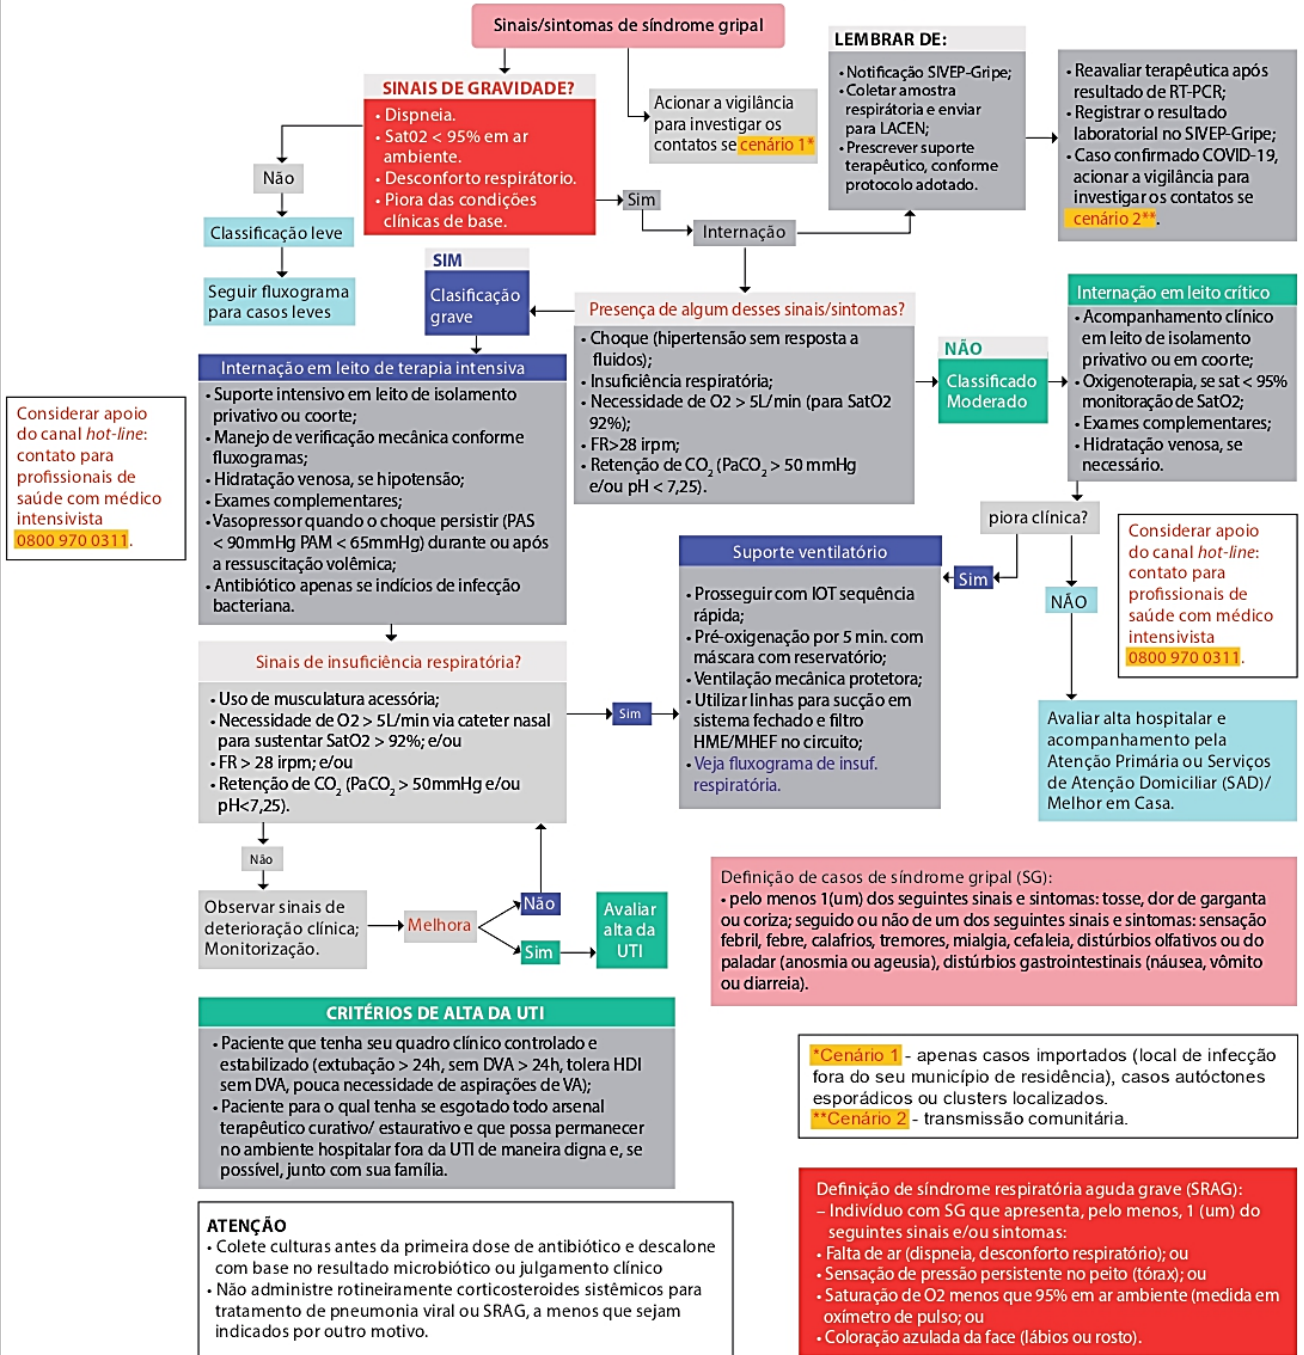 Sinais/sintomas de síndrome gripal
SINAIS DE GRAVIDADE?
• Dispneia.
• Sat02 < 95% em ar
ambiente.
• Desconforto respirátorio.
• Piora das condições
clínicas de base.
Acionar a vigilância
para investigar os
contatos se cenário 1*
LEMBRAR DE:
• Notificação SIVEP-Gripe;
• Coletar amostra
respirátoria e enviar
para LACEN;
• Prescrever suporte
terapêutico, conforme
protocolo adotado.
• Reavaliar terapêutica após
resultado de RT-PCR;
• Registrar o resultado
laboratorial no SIVEP-Gripe;
• Caso confirmado COVID-19,
acionar a vigilância para
investigar os contatos se
cenário 2**.
Não
Classificação leve
Seguir fluxograma
para casos leves
Sim
Internação
SIM
Clasificação
grave
Presença de algum desses sinais/sintomas?
• Choque (hipertensão sem resposta a
fluidos);
• Insuficiência respiratória;
• Necessidade de O2 > 5L/min (para SatO2
92%);
• FR>28 irpm;
• Retenção de CO2 (PaCO2 > 50 mmHg
e/ou pH < 7,25).
NÃO
Classificado
Moderado
Internação em leito crítico
• Acompanhamento clínico
em leito de isolamento
privativo ou em coorte;
• Oxigenoterapia, se sat < 95%
monitoração de SatO2;
• Exames complementares;
• Hidratação venosa, se
necessário.
Internação em leito de terapia intensiva
• Suporte intensivo em leito de isolamento
privativo ou coorte;
• Manejo de verificação mecânica conforme
fluxogramas;
• Hidratação venosa, se hipotensão;
• Exames complementares;
• Vasopressor quando o choque persistir (PAS
< 90mmHg PAM < 65mmHg) durante ou após
a ressuscitação volêmica;
• Antibiótico apenas se indícios de infecção
bacteriana.
Considerar apoio
do canal hot-line:
contato para
profissionais de
saúde com médico
intensivista
0800 970 0311.
piora clínica?
Sim
NÃO
Considerar apoio
do canal hot-line:
contato para
profissionais de
saúde com médico
intensivista
0800 970 0311.
Suporte ventilatório
• Prosseguir com IOT sequência
rápida;
• Pré-oxigenação por 5 min. com
máscara com reservatório;
• Ventilação mecânica protetora;
• Utilizar linhas para sucção em
sistema fechado e filtro
HME/MHEF no circuito;
• Veja fluxograma de insuf.
respiratória.
Sinais de insuficiência respiratória?
• Uso de musculatura acessória;
• Necessidade de O2 > 5L/min via cateter nasal
para sustentar SatO2 > 92%; e/ou
• FR > 28 irpm; e/ou
• Retenção de CO2 (PaCO2 > 50mmHg e/ou
pH<7,25).
Sim
Avaliar alta hospitalar e
acompanhamento pela
Atenção Primária ou Serviços
de Atenção Domiciliar (SAD)/
Melhor em Casa.
Não
Observar sinais de
deterioração clínica;
Monitorização.
Melhora
Não
Sim
Avaliar
alta da
UTI
Definição de casos de síndrome gripal (SG):
• pelo menos 1(um) dos seguintes sinais e sintomas: tosse, dor de garganta
ou coriza; seguido ou não de um dos seguintes sinais e sintomas: sensação
febril, febre, calafrios, tremores, mialgia, cefaleia, distúrbios olfativos ou do
paladar (anosmia ou ageusia), distúrbios gastrointestinais (náusea, vômito
ou diarreia).
CRITÉRIOS DE ALTA DA UTI
• Paciente que tenha seu quadro clínico controlado e
estabilizado (extubação > 24h, sem DVA > 24h, tolera HDI
sem DVA, pouca necessidade de aspirações de VA);
• Paciente para o qual tenha se esgotado todo arsenal
terapêutico curativo/ estaurativo e que possa permanecer
no ambiente hospitalar fora da UTI de maneira digna e, se
possível, junto com sua família.
*Cenário 1 - apenas casos importados (local de infecção
fora do seu município de residência), casos autóctones
esporádicos ou clusters localizados.
**Cenário 2 - transmissão comunitária.
ATENÇÃO
• Colete culturas antes da primeira dose de antibiótico e descalone
com base no resultado microbiótico ou julgamento clínico
• Não administre rotineiramente corticosteroides sistêmicos para
tratamento de pneumonia viral ou SRAG, a menos que sejam
indicados por outro motivo.
Definição de síndrome respiratória aguda grave (SRAG):
– Indivíduo com SG que apresenta, pelo menos, 1 (um) do
seguintes sinais e/ou sintomas:
• Falta de ar (dispneia, desconforto respiratório); ou
• Sensação de pressão persistente no peito (tórax); ou
• Saturação de O2 menos que 95% em ar ambiente (medida em
oxímetro de pulso; ou
• Coloração azulada da face (lábios ou rosto).